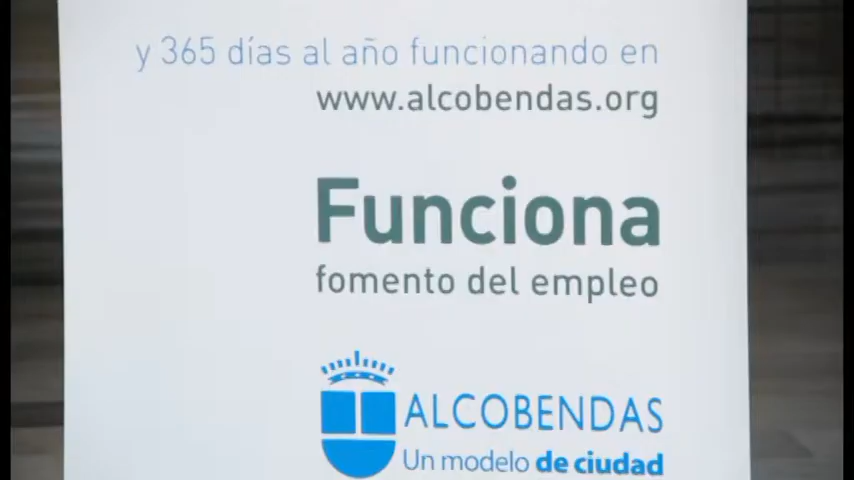 y 365 días al año funcionando en
www.alcobendas.org
Funciona
fomento del empleo
ALCOBENDAS
Un modelo de ciudad